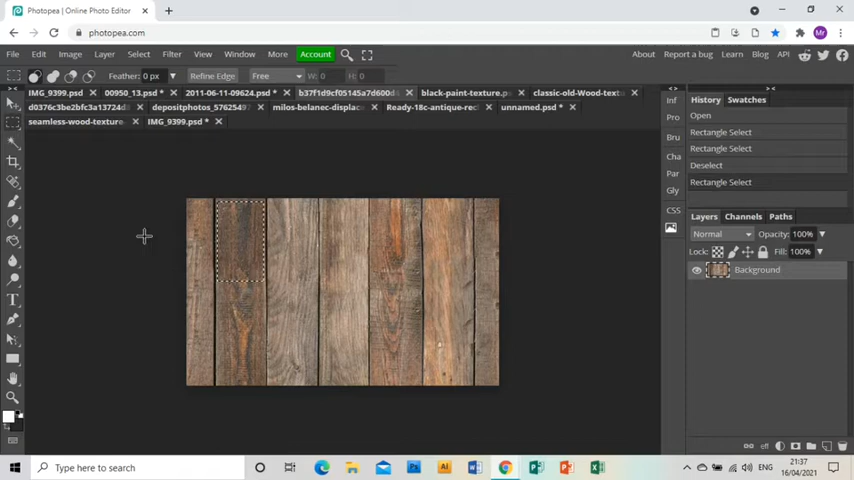 Photopea | Online Photo Editor
photopea.com
File Edit Image Layer Select Filter View Window More Account About Report a bug Learn Blog API
Feather: 0 px Refine Edge Free W: 0 H: 0
IMG_9399.psd 00950_13.psd * 2011-06-11-09624.psd * b37f1d9cf05145a7d600d black-paint-texture.p classic-old-Wood-tex
d0376c3be2bfc3a13724d depositphotos_5762549 milos-belanec-displac Ready-18c-antique-rec unnamed.psd *
seamless-wood-texture IMG_9399.psd *
Inf
Pro
Bru
Cha
Par
Gly
CSS
History Swatches
Open
Rectangle Select
Rectangle Select
Deselect
Rectangle Select
Layers Channels Paths
Normal Opacity: 100%
Lock: Fill: 100%
Background
eff
Type here to search
ENG
21:37
16/04/2021